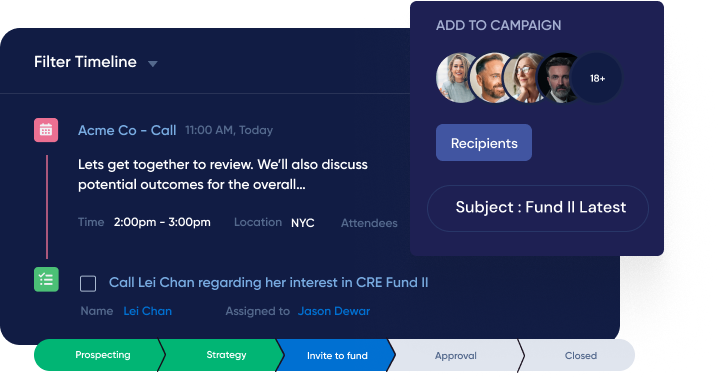 ADD TO CAMPAIGN
18+
Recipients
Subject : Fund II Latest
Filter Timeline
Acme Co - Call 11:00 AM, Today
Lets get together to review. We’ll also discuss
potential outcomes for the overall...
Time 2:00pm - 3:00pm Location NYC Attendees
Call Lei Chan regarding her interest in CRE Fund II
Name Lei Chan Assigned to Jason Dewar
Prospecting Strategy Invite to fund Approval Closed